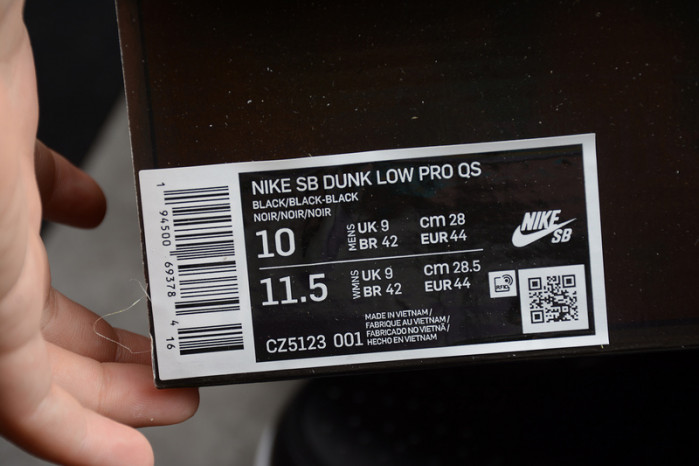 NIKE SB DUNK LOW PRO QS
BLACK/BLACK-BLACK
NOIR/NOIR/NOIR
10 MENS UK 9 cm 28
BR 42 EUR 44
11.5 WMNS UK 9 cm 28.5
BR 42 EUR 44
NIKE
SB
MADE IN VIETNAM/
FABRIQUE AU VIETNAM/
FABRICADO NO VIETNÃ/
HECHO EN VIETNAM
CZ5123 001
1 94500 69378 4 16